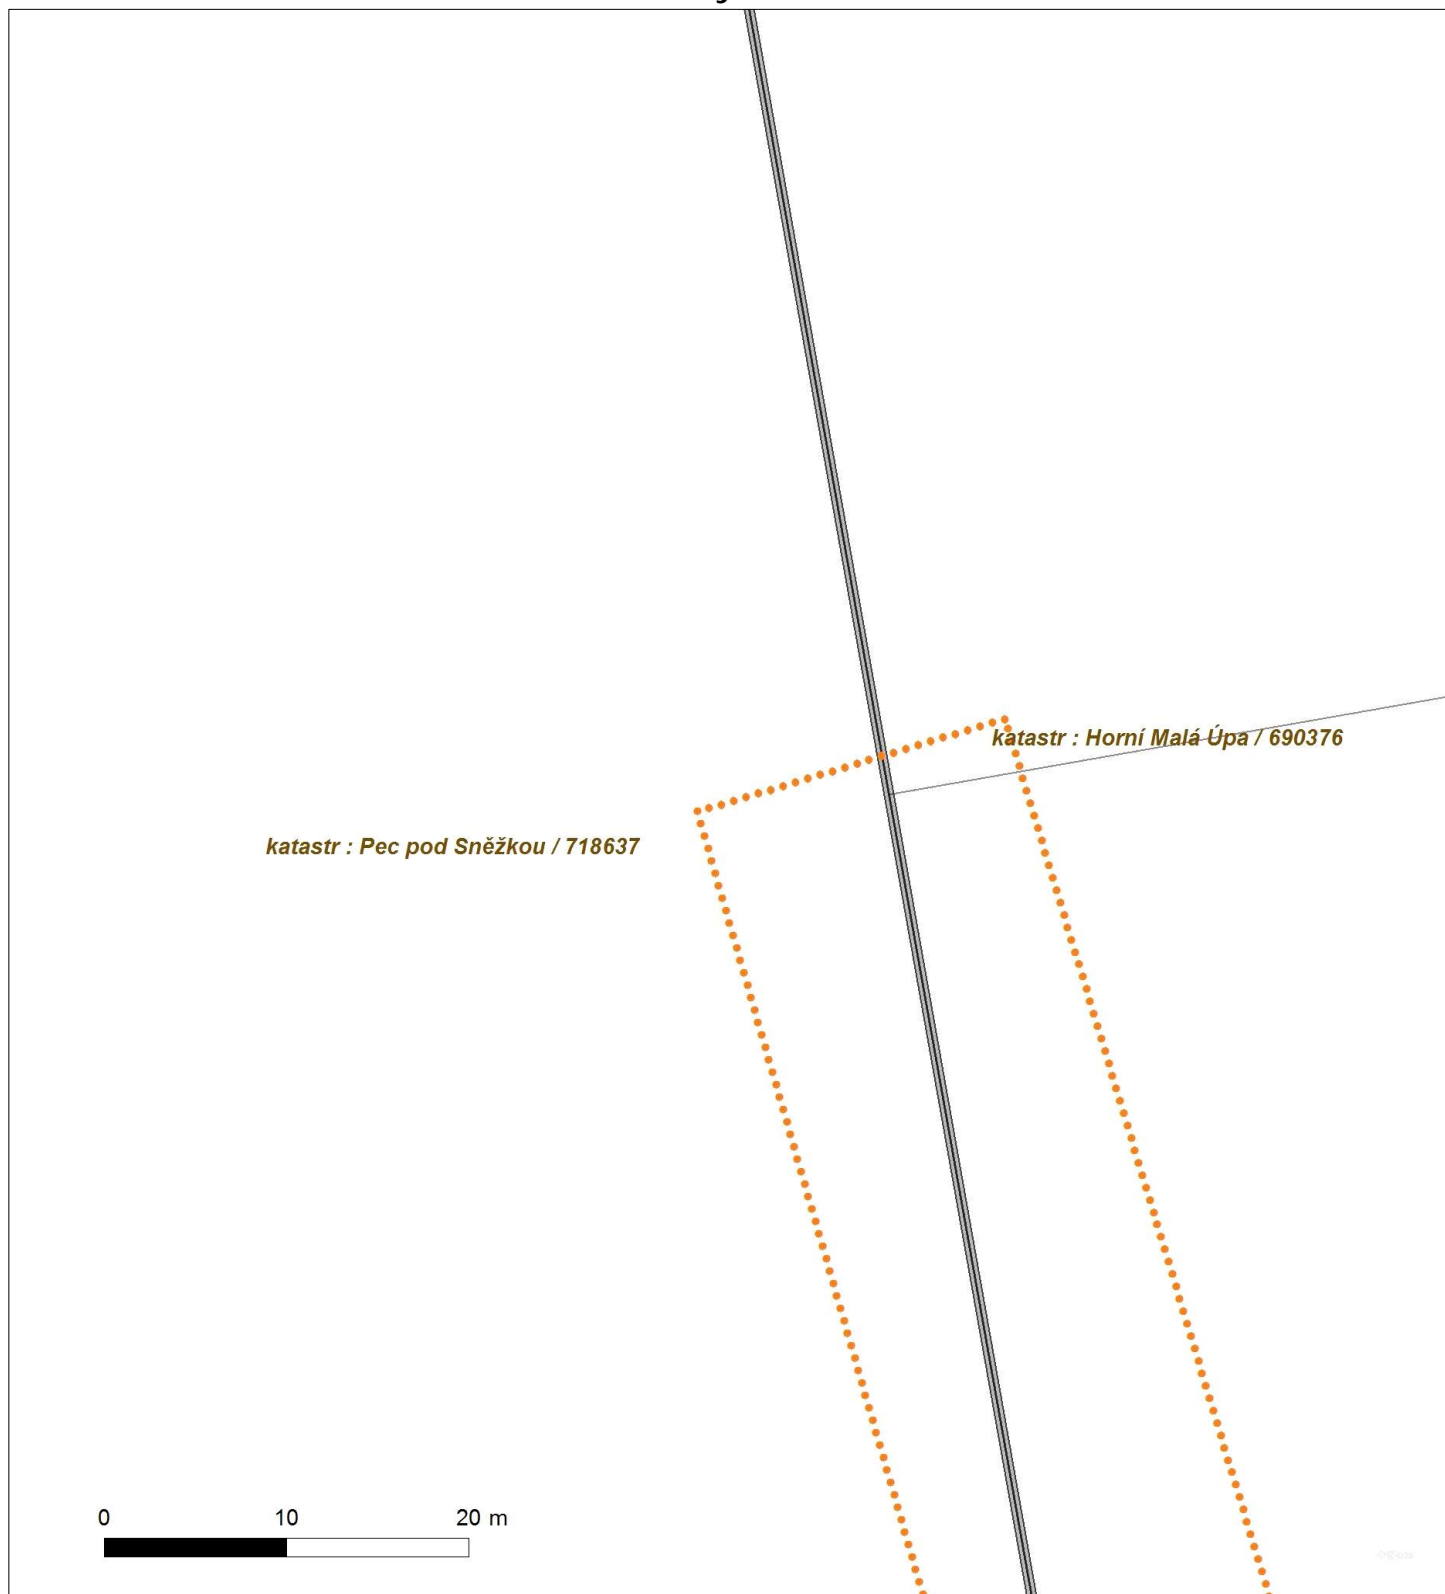 katastr : Horní Malá Úpa / 690376
katastr : Pec pod Sněžkou / 718637
0 10 20 m